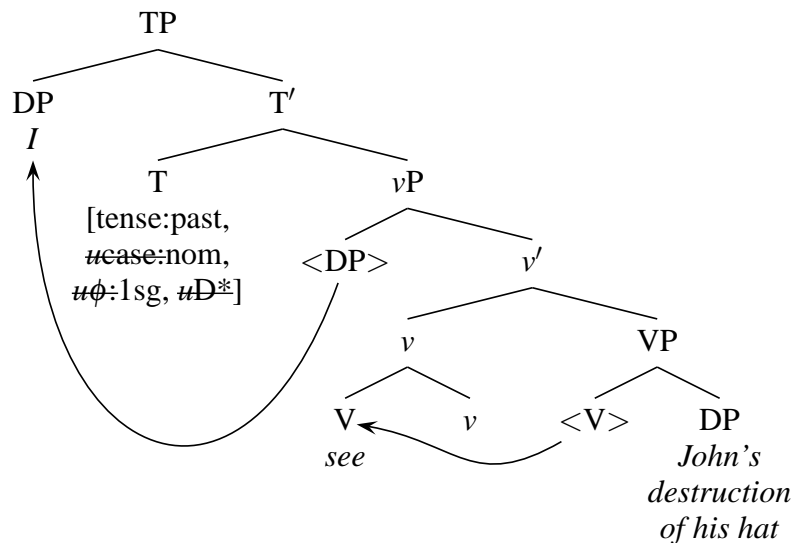 TP
DP T′
I
T vP
[tense:past,
ucase:nom,
uϕ:1sg, uD*]
<DP> v′
v VP
V v <V> DP
see John's
destruction
of his hat